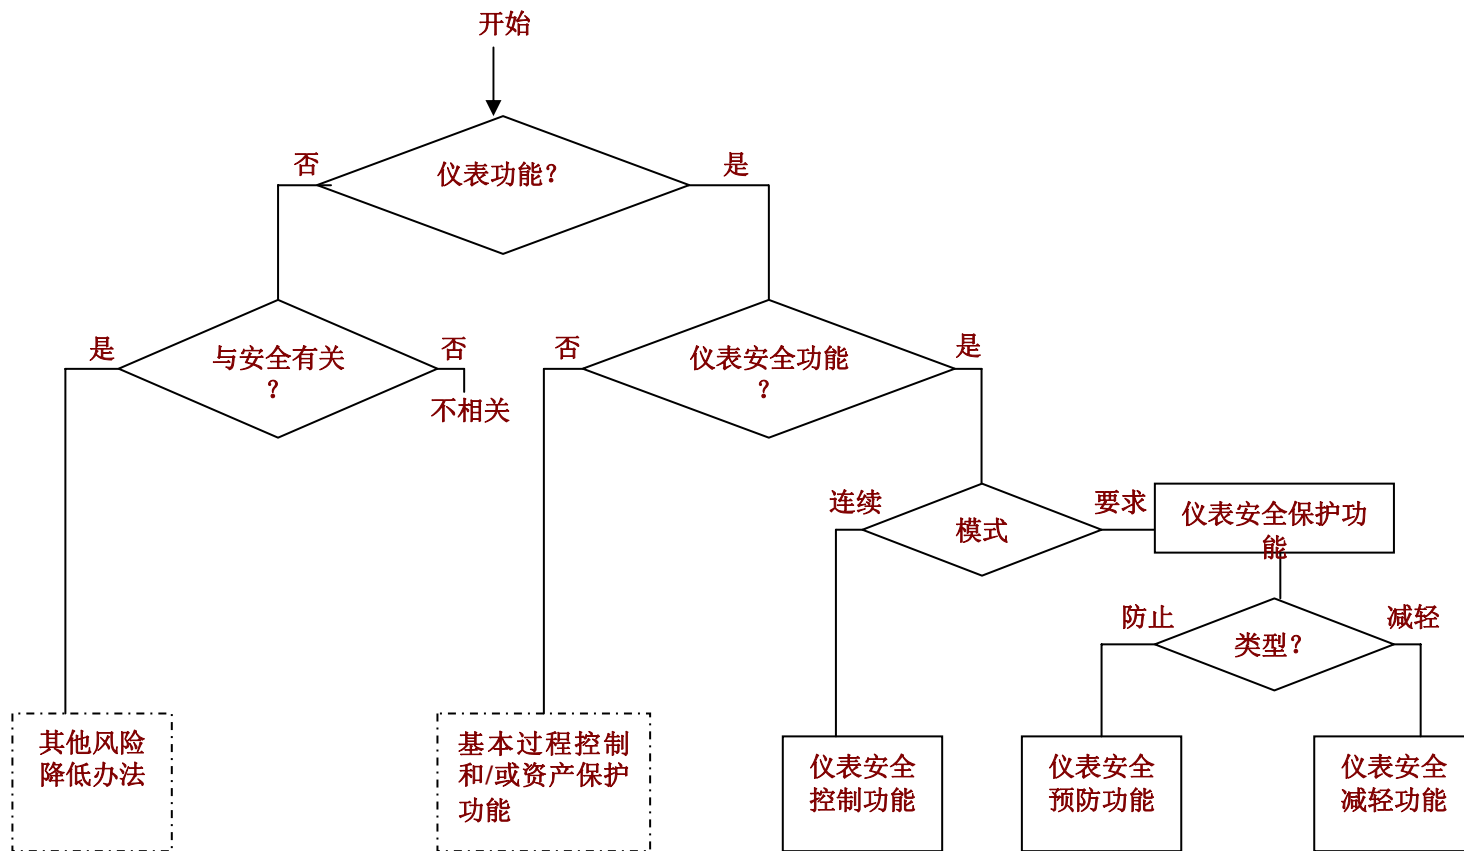 开始
否
仪表功能？
是
是
与安全有关
？
否
不相关
否
仪表安全功能
？
是
连续
模式
要求
仪表安全保护功
能
防止
类型？
减轻
其他风险
降低办法
基本过程控制
和/或资产保护
功能
仪表安全
控制功能
仪表安全
预防功能
仪表安全
减轻功能